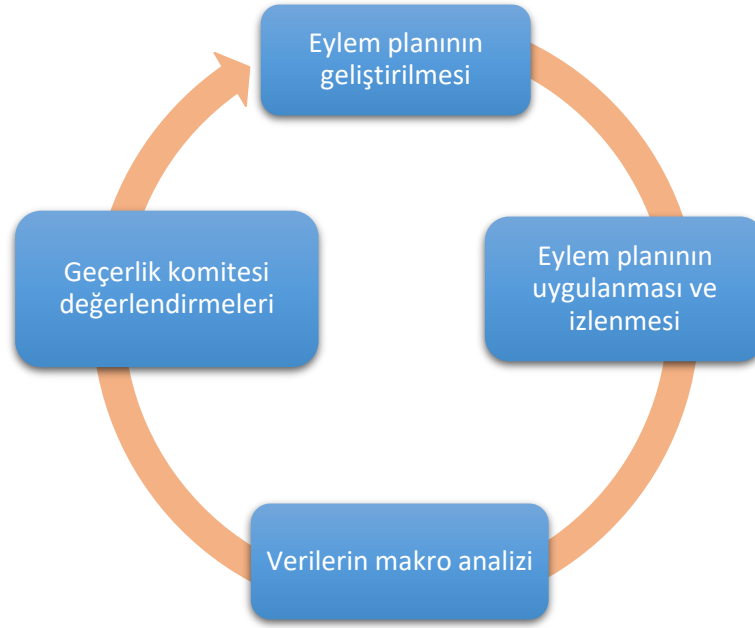 Eylem planının
geliştirilmesi
Eylem planının
uygulanması ve
izlenmesi
Verilerin makro analizi
Geçerlik komitesi
değerlendirmeleri